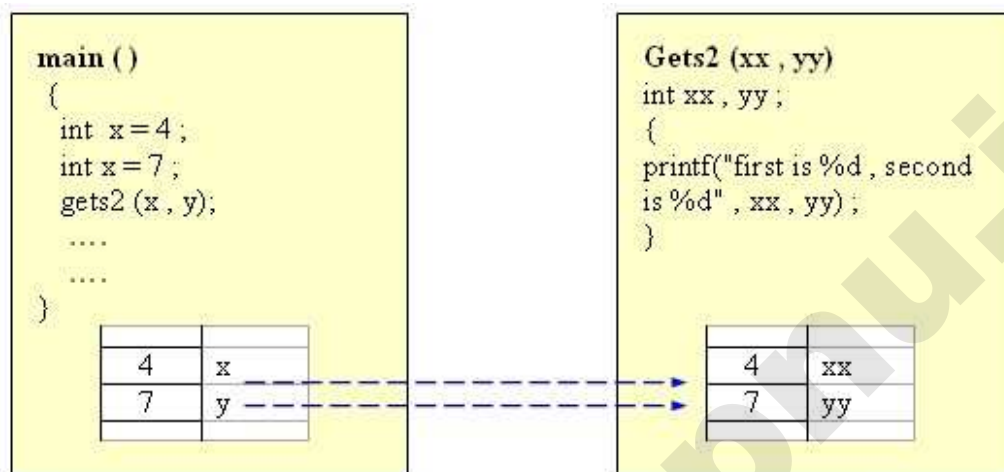 main ( )
{
int x = 4 ;
int x = 7 ;
gets2 (x , y);
....
....
}
4 x
7 y
Gets2 (xx , yy)
int xx , yy ;
{
printf("first is %d , second
is %d" , xx , yy) ;
}
4 xx
7 yy
pnu.i